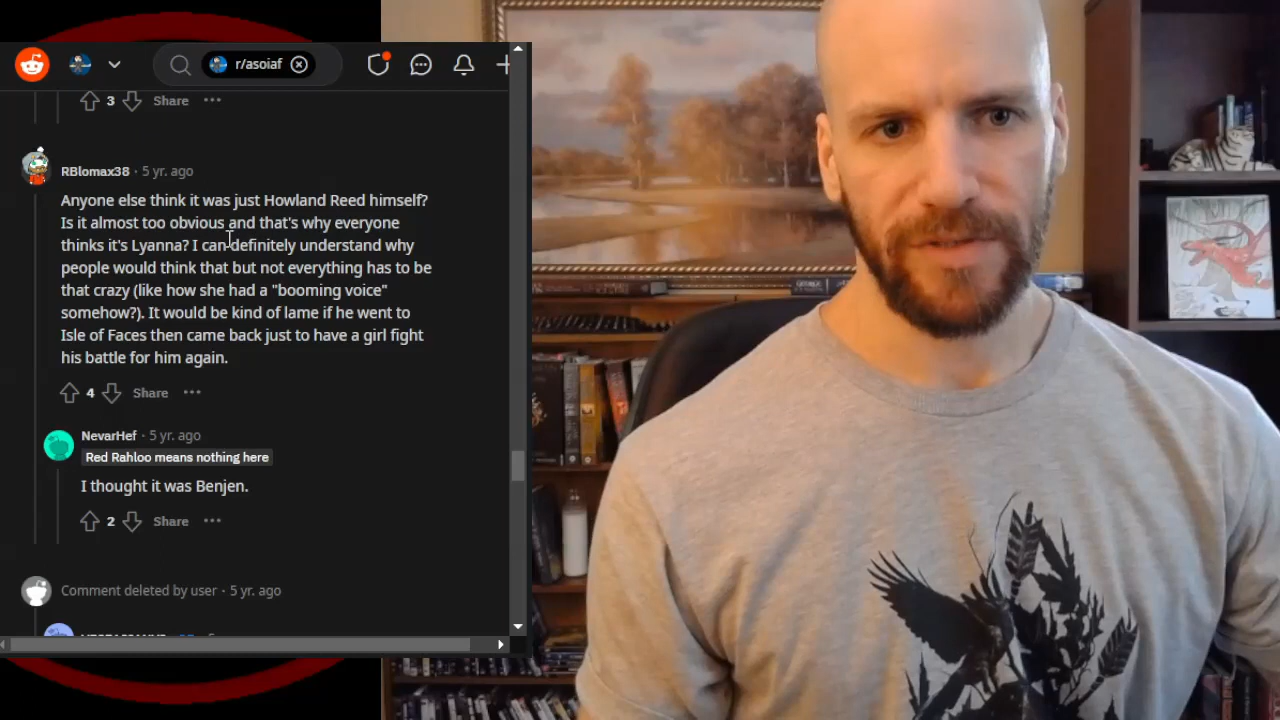 r/asoiaf
3 Share
RBlomax38 · 5 yr. ago
Anyone else think it was just Howland Reed himself?
Is it almost too obvious and that's why everyone
thinks it's Lyanna? I can definitely understand why
people would think that but not everything has to be
that crazy (like how she had a "booming voice"
somehow?). It would be kind of lame if he went to
Isle of Faces then came back just to have a girl fight
his battle for him again.
4 Share
NevarHef · 5 yr. ago
Red Rahloo means nothing here
I thought it was Benjen.
2 Share
Comment deleted by user · 5 yr. ago